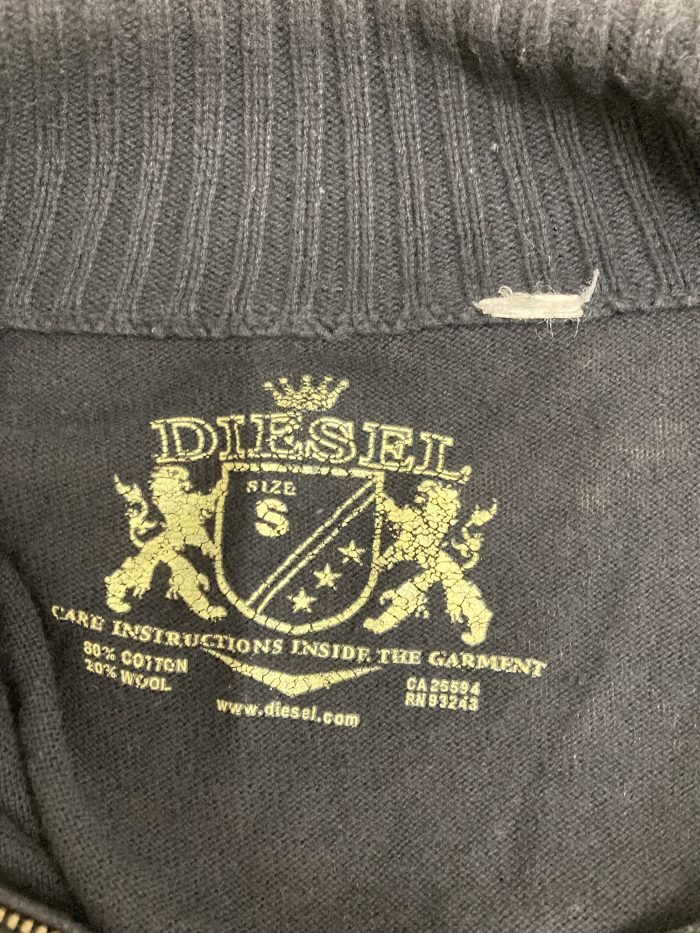 DIESEL
SIZE
S
CARE INSTRUCTIONS INSIDE THE GARMENT
80% COTTON
20% WOOL
CA 25594
RN 93243
www.diesel.com